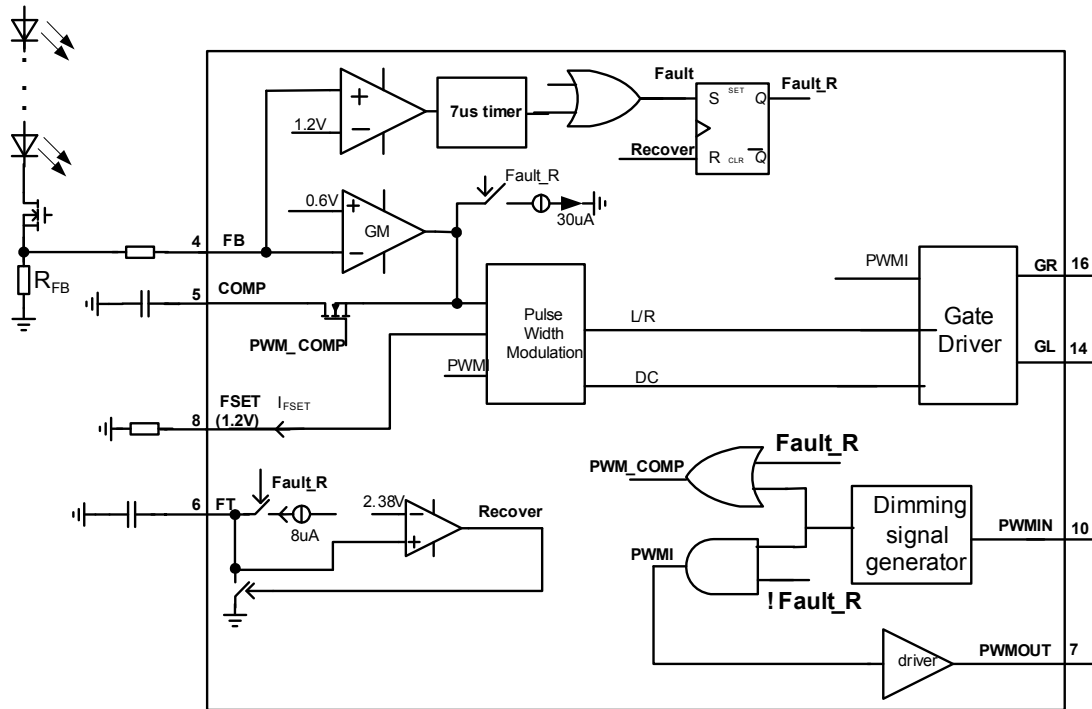 Fault
Fault_R
S SET Q
7us timer
1.2V
Recover
R CLR Q
Fault_R
0.6V
30uA
GM
4 FB
PWMI
GR 16
RFB
5 COMP
Pulse Width Modulation
L/R
Gate Driver
PWM_COMP
GL 14
PWMI
DC
FSET
IFSET
8 (1.2V)
Fault_R
PWM_COMP
Fault_R
6 FT
2.38V
Recover
8uA
Dimming signal generator
PWMIN 10
PWMI
!Fault_R
driver
PWMOUT 7